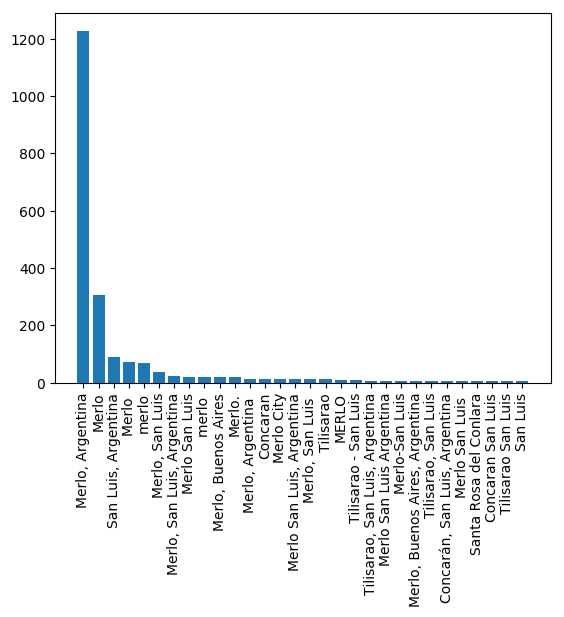 1200
1000
800
600
400
200
0
Merlo, Argentina
Merlo
San Luis, Argentina
Merlo
merlo
Merlo, San Luis
Merlo, San Luis, Argentina
Merlo San Luis
merlo
Merlo, Buenos Aires
Merlo.
Merlo, Argentina
Concaran
Merlo City
Merlo San Luis, Argentina
Merlo, San Luis
Tilisarao
MERLO
Tilisarao - San Luis
Tilisarao, San Luis, Argentina
Merlo San Luis Argentina
Merlo-San Luis
Merlo, Buenos Aires, Argentina
Tilisarao, San Luis
Concarán, San Luis, Argentina
Merlo San Luis
Santa Rosa del Conlara
Concaran San Luis
Tilisarao San Luis
San Luis